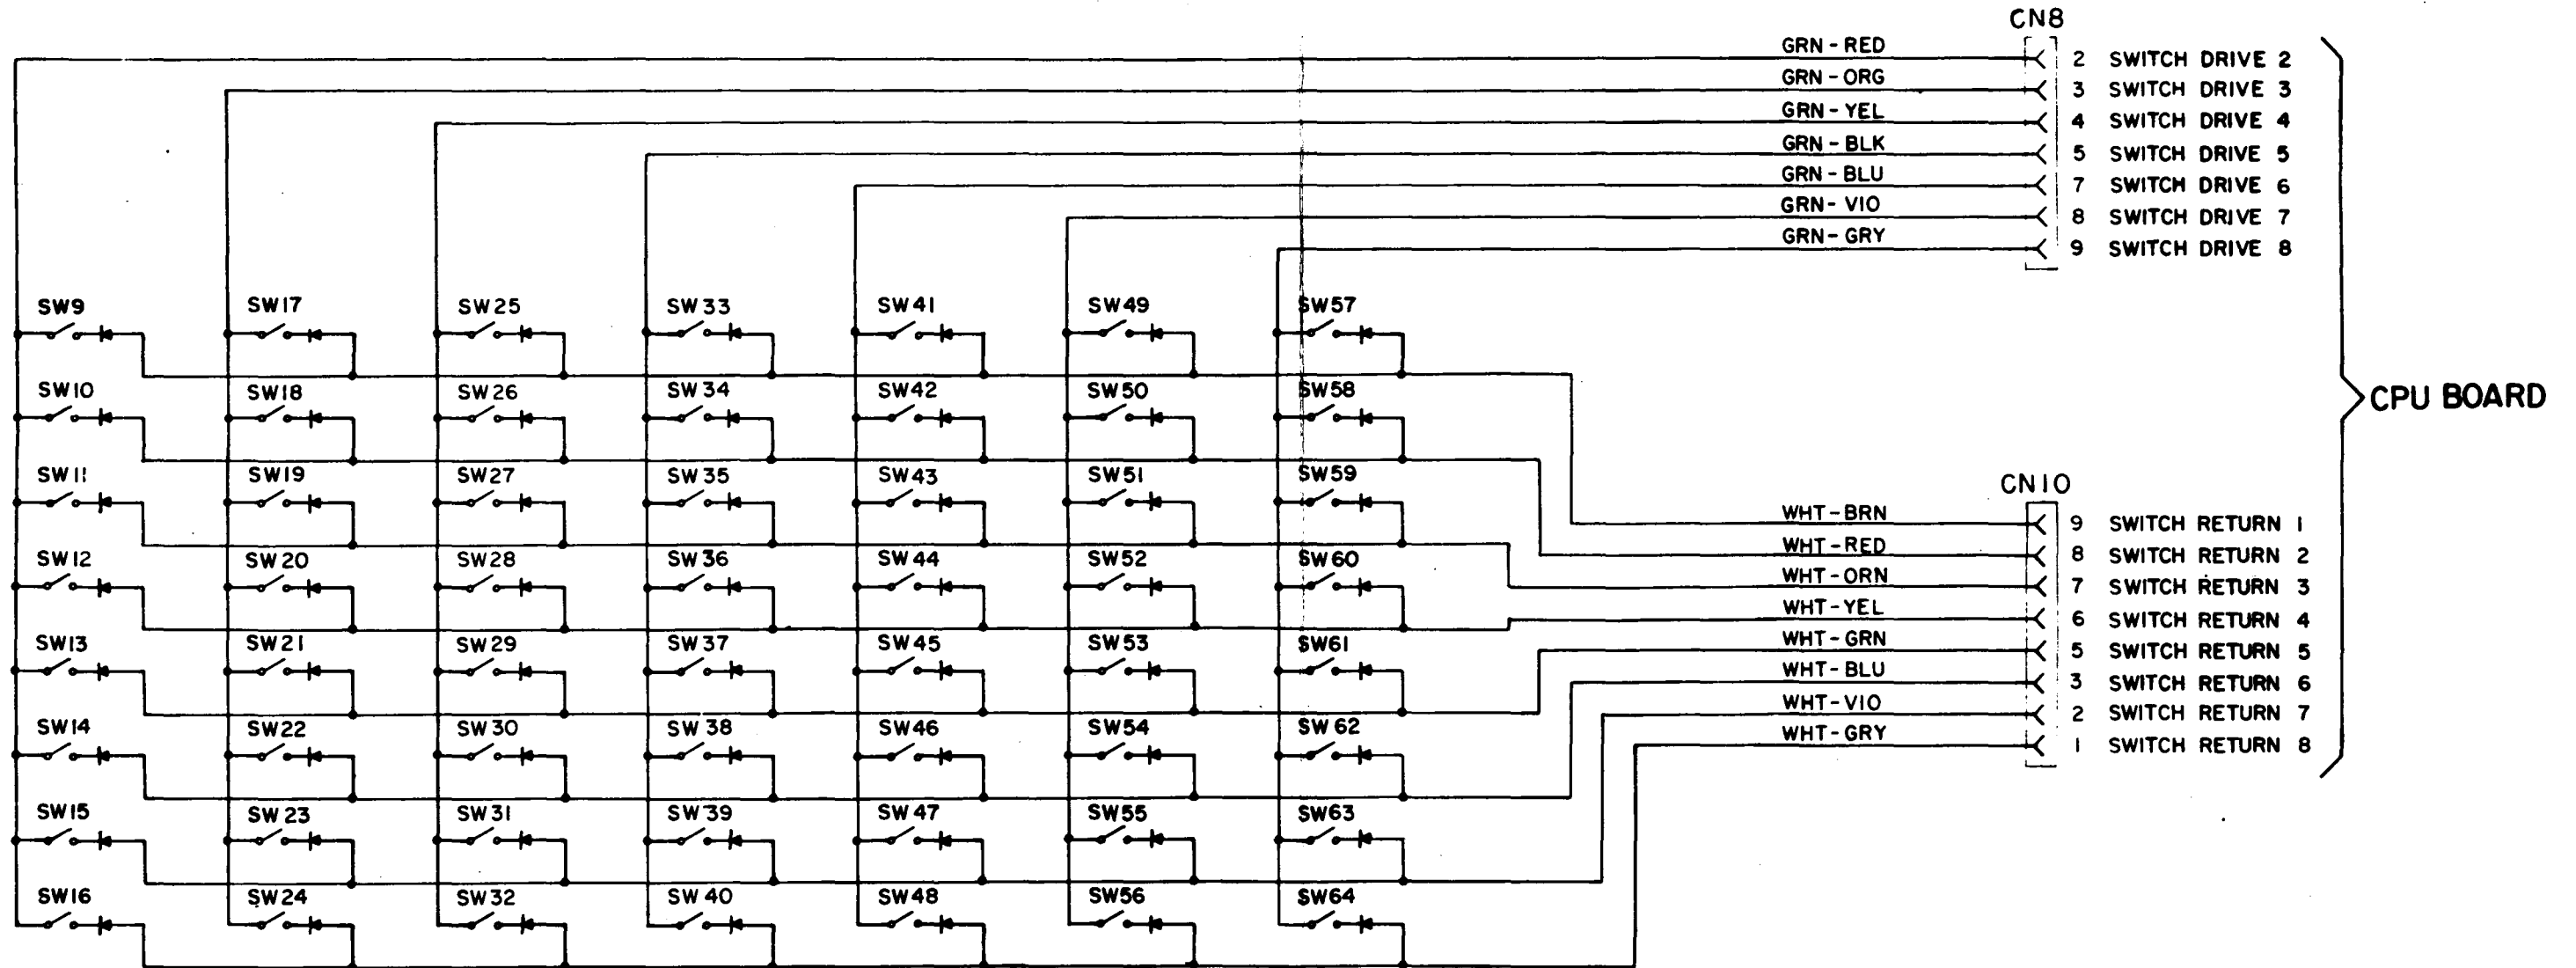 CN8
GRN-RED 2 SWITCH DRIVE 2
GRN-ORG 3 SWITCH DRIVE 3
GRN-YEL 4 SWITCH DRIVE 4
GRN-BLK 5 SWITCH DRIVE 5
GRN-BLU 7 SWITCH DRIVE 6
GRN-VIO 8 SWITCH DRIVE 7
GRN-GRY 9 SWITCH DRIVE 8
SW9 SW17 SW25 SW33 SW41 SW49 SW57
SW10 SW18 SW26 SW34 SW42 SW50 SW58
CPU BOARD
SW11 SW19 SW27 SW35 SW43 SW51 SW59
CN10
WHT-BRN 9 SWITCH RETURN 1
WHT-RED 8 SWITCH RETURN 2
SW12 SW20 SW28 SW36 SW44 SW52 SW60
WHT-ORN 7 SWITCH RETURN 3
WHT-YEL 6 SWITCH RETURN 4
SW13 SW21 SW29 SW37 SW45 SW53 SW61
WHT-GRN 5 SWITCH RETURN 5
WHT-BLU 3 SWITCH RETURN 6
WHT-VIO 2 SWITCH RETURN 7
SW14 SW22 SW30 SW38 SW46 SW54 SW62
WHT-GRY 1 SWITCH RETURN 8
SW15 SW23 SW31 SW39 SW47 SW55 SW63
SW16 SW24 SW32 SW40 SW48 SW56 SW64